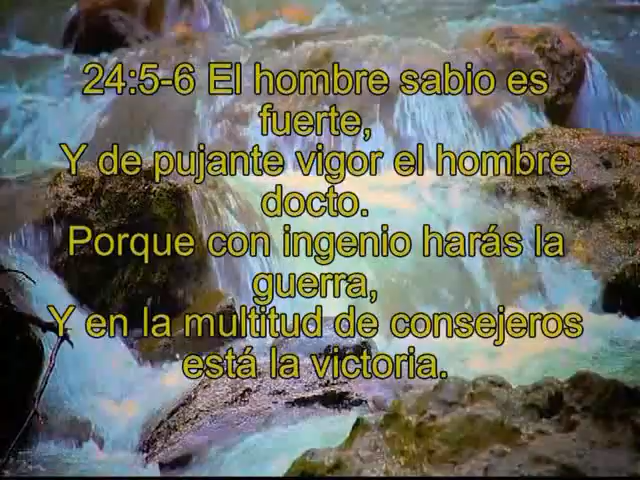 24:5-6 El hombre sabio es
fuerte,
Y de pujante vigor el hombre
docto.
Porque con ingenio harás la
guerra,
Y en la multitud de consejeros
está la victoria.